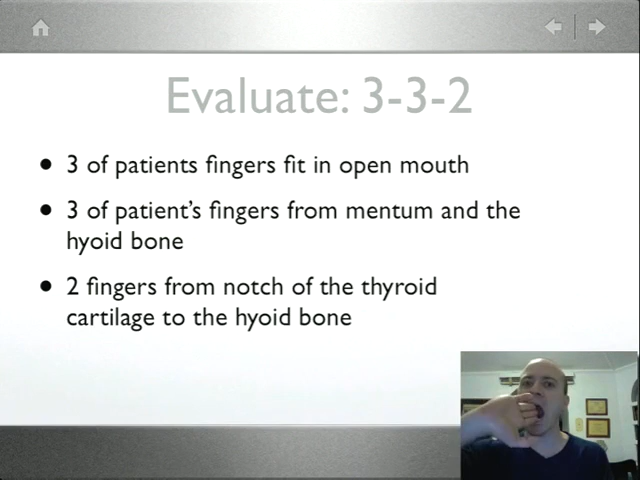 Evaluate: 3-3-2
• 3 of patients fingers fit in open mouth
• 3 of patient's fingers from mentum and the
hyoid bone
• 2 fingers from notch of the thyroid
cartilage to the hyoid bone